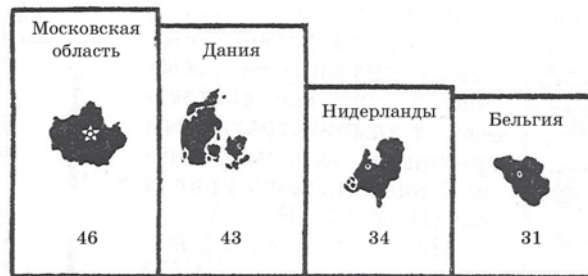 Московская
область
46
Дания
43
Нидерланды
34
Бельгия
31